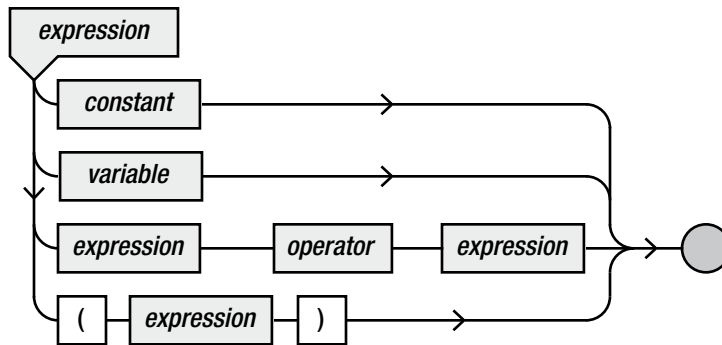 expression
constant
variable
expression operator expression
( expression )